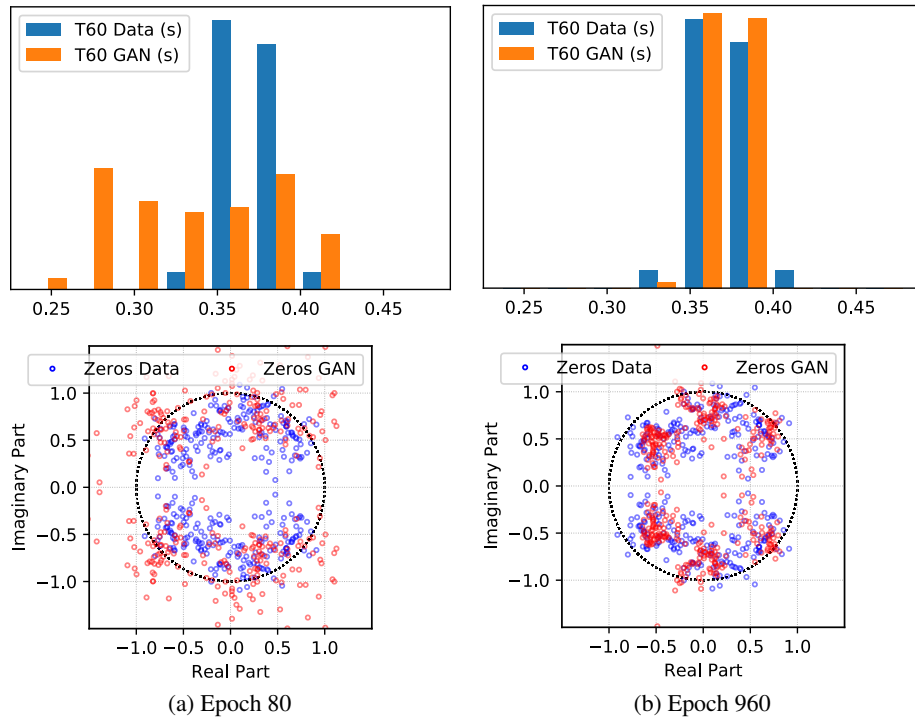 T60 Data (s)
T60 GAN (s)
0.25 0.30 0.35 0.40 0.45
T60 Data (s)
T60 GAN (s)
0.25 0.30 0.35 0.40 0.45
Zeros Data Zeros GAN
1.0
0.5
0.0
−0.5
−1.0
Imaginary Part
−1.0 −0.5 0.0 0.5 1.0
Real Part
Zeros Data Zeros GAN
1.0
0.5
0.0
−0.5
−1.0
Imaginary Part
−1.0 −0.5 0.0 0.5 1.0
Real Part
(a) Epoch 80
(b) Epoch 960